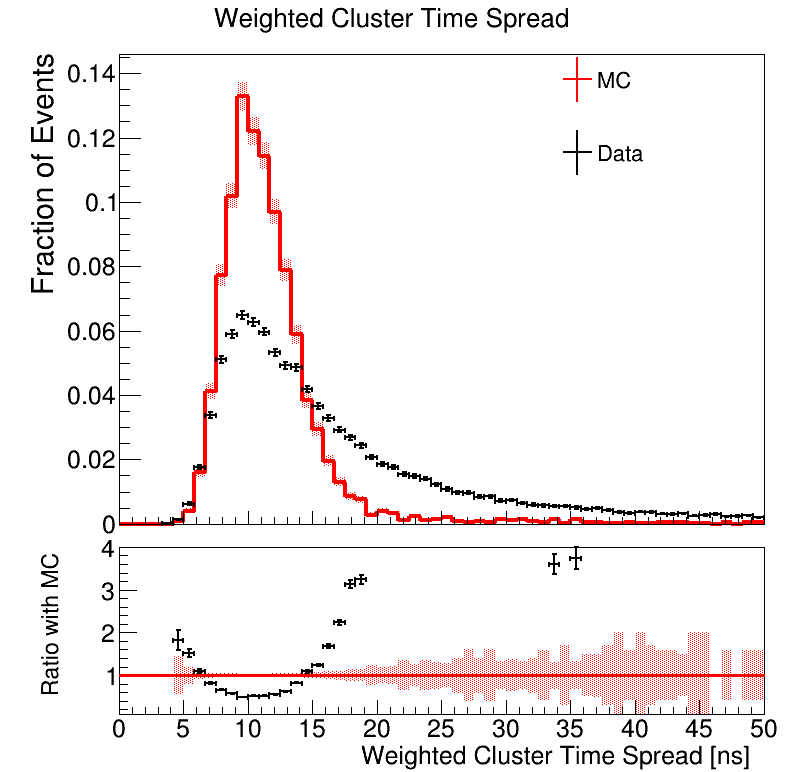 Weighted Cluster Time Spread
Fraction of Events
0.14
0.12
0.1
0.08
0.06
0.04
0.02
0
MC
Data
Ratio with MC
4
3
2
1
0 5 10 15 20 25 30 35 40 45 50
Weighted Cluster Time Spread [ns]